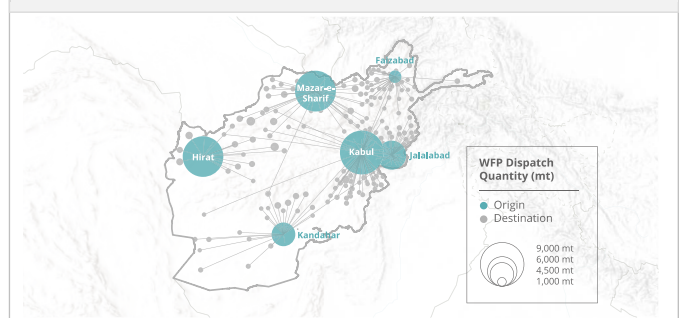 Faizabad
Mazar-e-
Sharif
Kabul
Jalalabad
Hirat
Kandahar
WFP Dispatch
Quantity (mt)
Origin
Destination
9,000 mt
6,000 mt
4,500 mt
1,000 mt